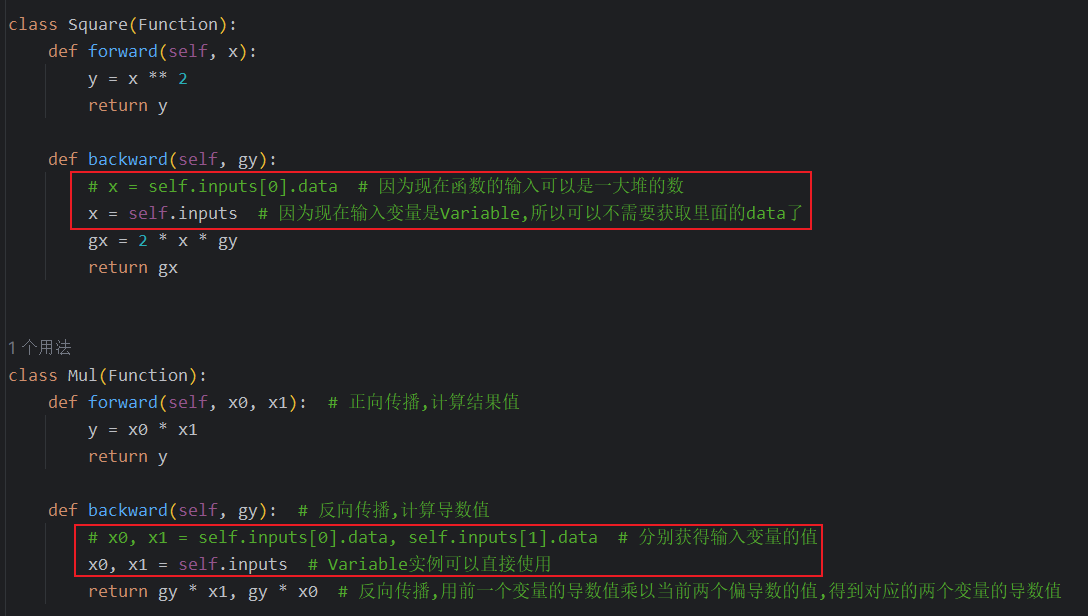 class Square(Function):
    def forward(self, x):
        y = x ** 2
        return y
    def backward(self, gy):
        # x = self.inputs[0].data  # 因为现在函数的输入可以是一大堆的数
        x = self.inputs  # 因为现在输入变量是Variable,所以可以不需要获取里面的data了
        gx = 2 * x * gy
        return gx
1 个用法
class Mul(Function):
    def forward(self, x0, x1):  # 正向传播,计算结果值
        y = x0 * x1
        return y
    def backward(self, gy):  # 反向传播,计算导数值
        # x0, x1 = self.inputs[0].data, self.inputs[1].data  # 分别获得输入变量的值
        x0, x1 = self.inputs  # Variable实例可以直接使用
        return gy * x1, gy * x0  # 反向传播,用前一个变量的导数值乘以当前两个偏导数的值,得到对应的两个变量的导数值